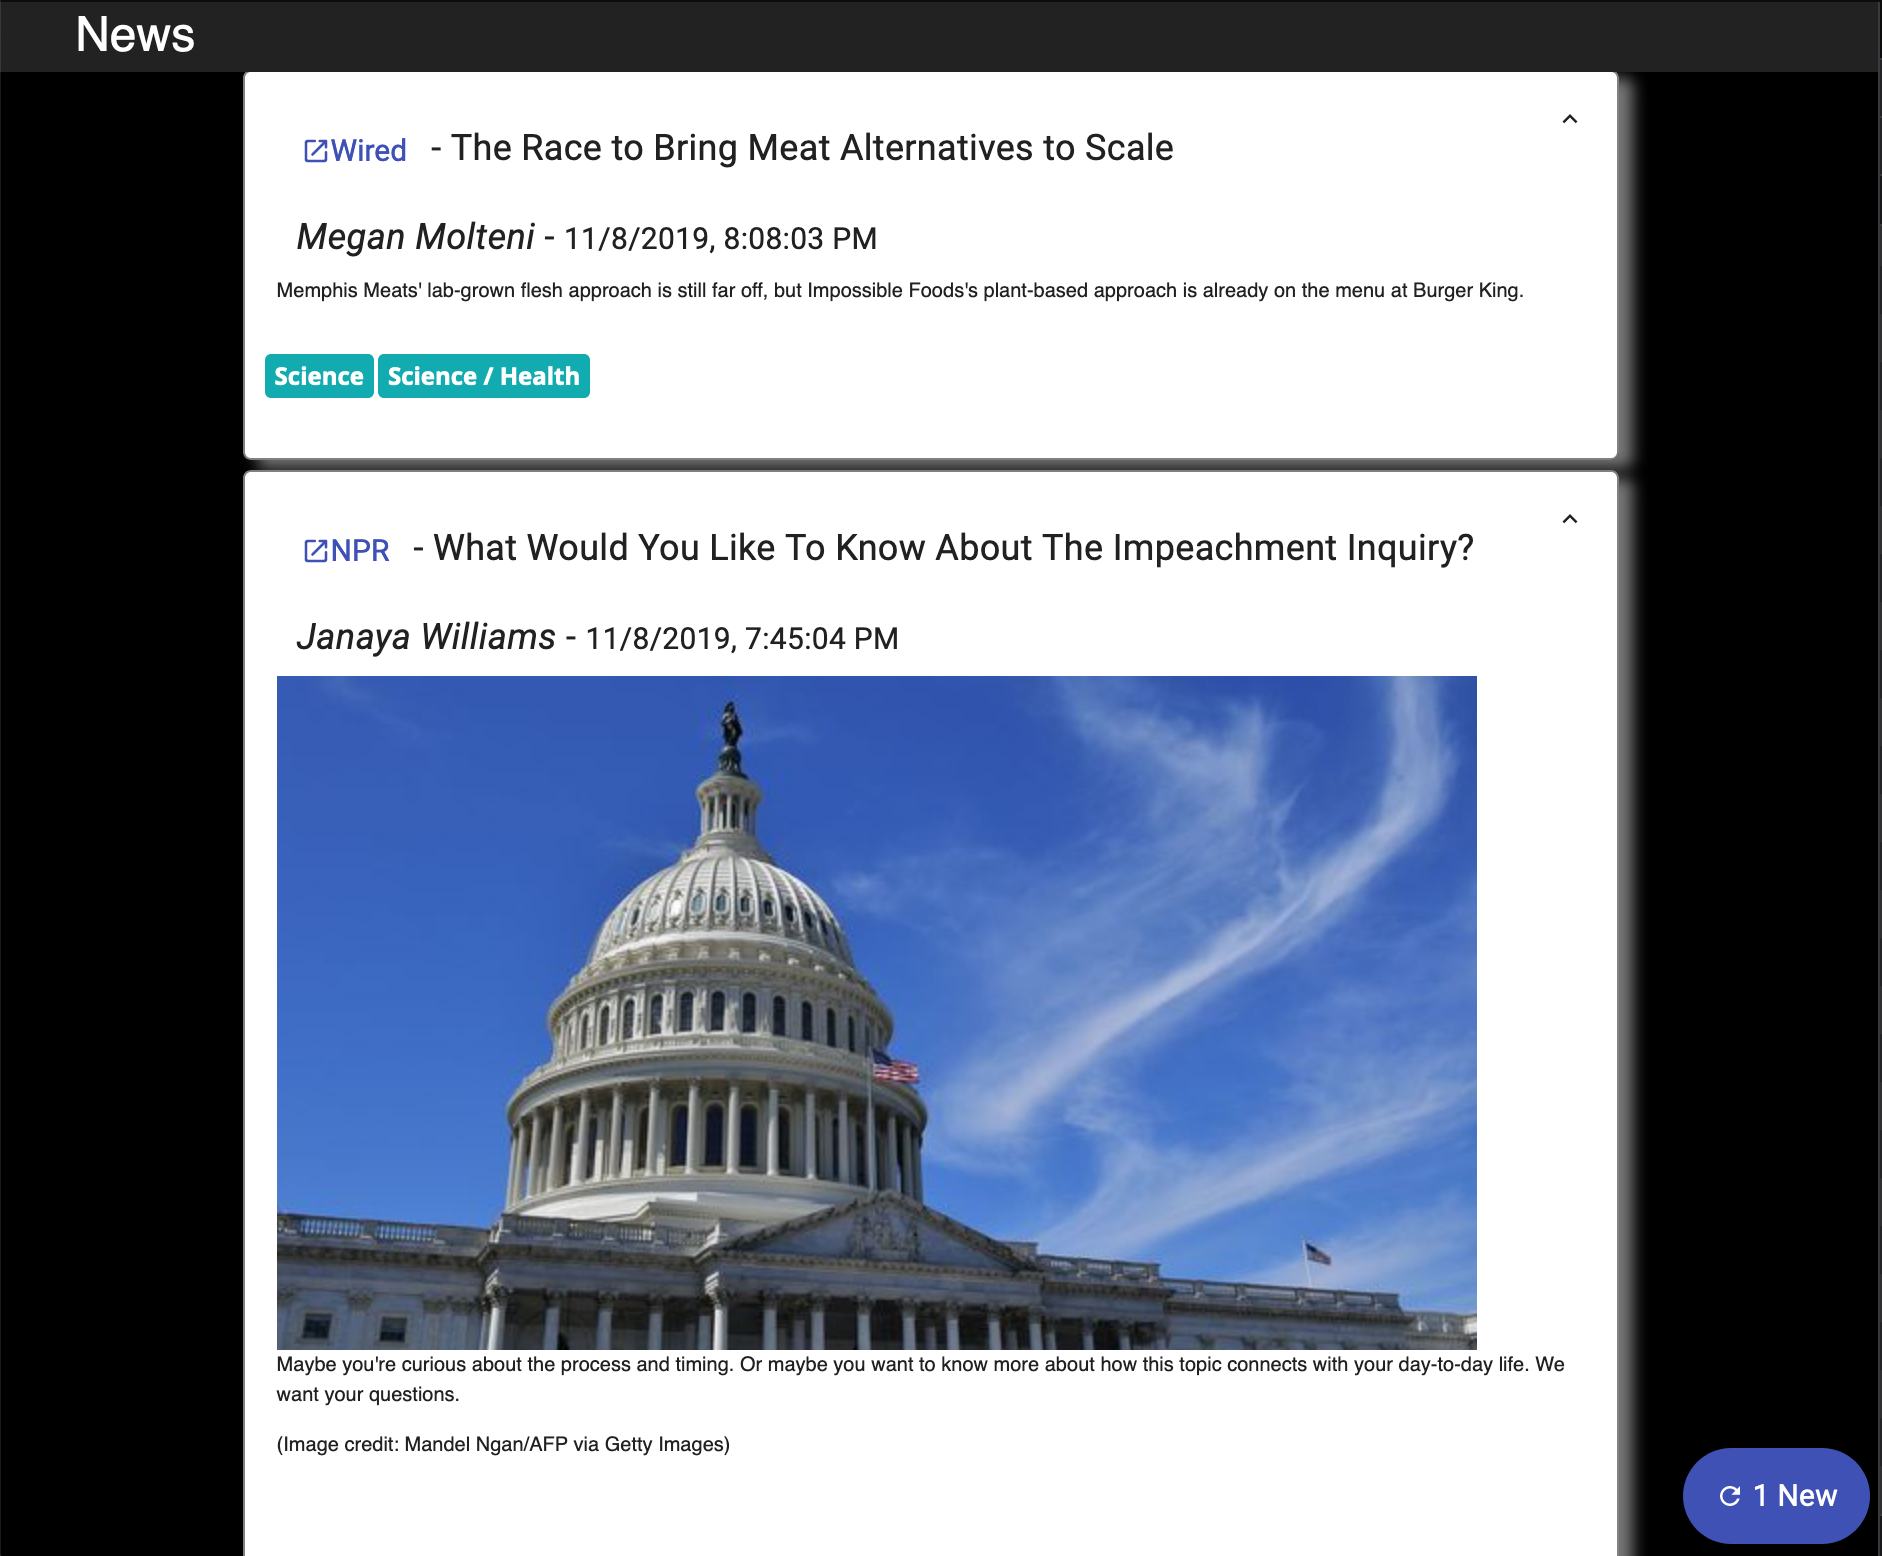 News
Wired - The Race to Bring Meat Alternatives to Scale
Megan Molteni - 11/8/2019, 8:08:03 PM
Memphis Meats' lab-grown flesh approach is still far off, but Impossible Foods's plant-based approach is already on the menu at Burger King.
Science Science / Health
NPR - What Would You Like To Know About The Impeachment Inquiry?
Janaya Williams - 11/8/2019, 7:45:04 PM
Maybe you're curious about the process and timing. Or maybe you want to know more about how this topic connects with your day-to-day life. We
want your questions.
(Image credit: Mandel Ngan/AFP via Getty Images)
1 New